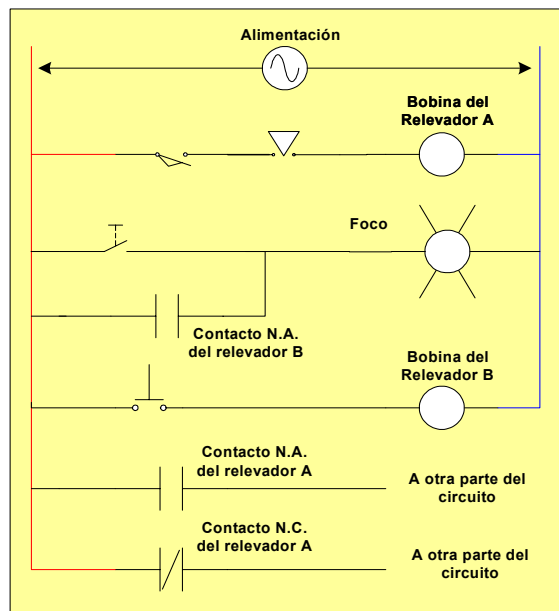 Alimentación
Bobina del
Relevador A
Foco
Contacto N.A.
del relevador B
Bobina del
Relevador B
Contacto N.A.
del relevador A
A otra parte del
circuito
Contacto N.C.
del relevador A
A otra parte del
circuito